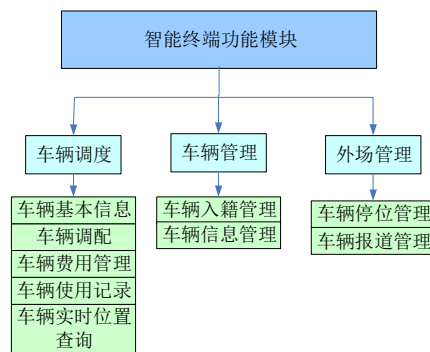 智能终端功能模块
车辆调度
车辆管理
外场管理
车辆基本信息
车辆调配
车辆费用管理
车辆使用记录
车辆实时位置
查询
车辆入籍管理
车辆信息管理
车辆停位管理
车辆报道管理